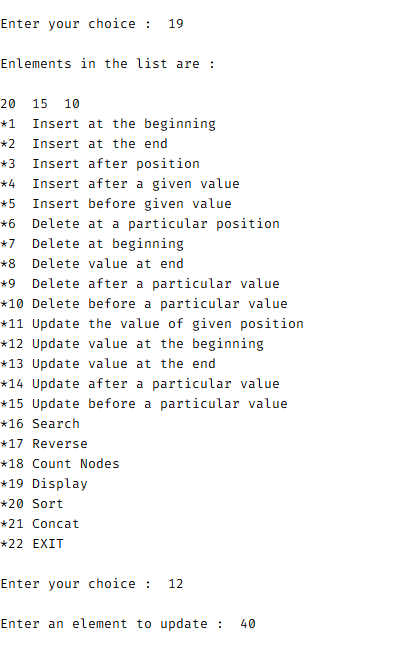 Enter your choice :  19
Enlements in the list are :
20  15  10
*1  Insert at the beginning
*2  Insert at the end
*3  Insert after position
*4  Insert after a given value
*5  Insert before given value
*6  Delete at a particular position
*7  Delete at beginning
*8  Delete value at end
*9  Delete after a particular value
*10 Delete before a particular value
*11 Update the value of given position
*12 Update value at the beginning
*13 Update value at the end
*14 Update after a particular value
*15 Update before a particular value
*16 Search
*17 Reverse
*18 Count Nodes
*19 Display
*20 Sort
*21 Concat
*22 EXIT
Enter your choice :  12
Enter an element to update :  40